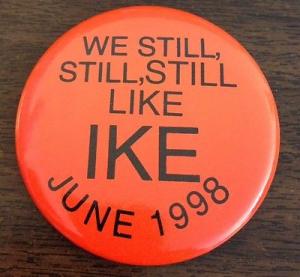 WE STILL,
STILL,STILL
LIKE
IKE
JUNE 1998